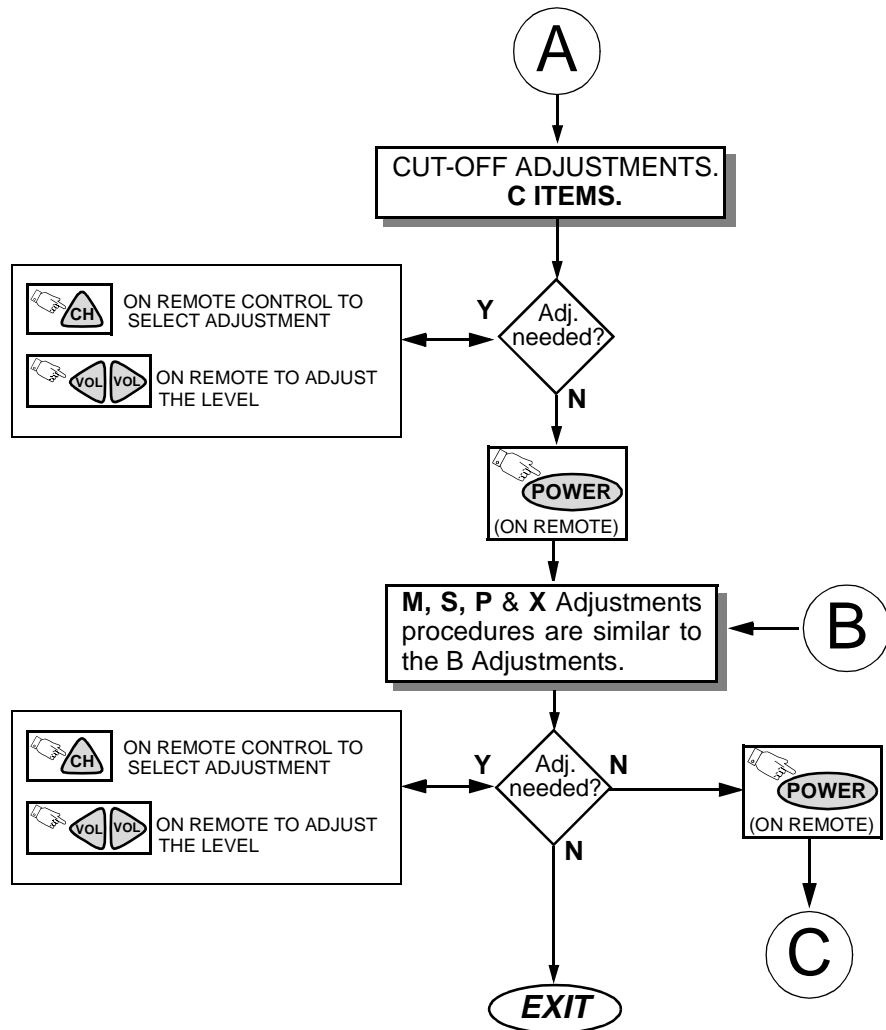 A
CUT-OFF ADJUSTMENTS.
C ITEMS.
CH
ON REMOTE CONTROL TO
SELECT ADJUSTMENT
VOL VOL
ON REMOTE TO ADJUST
THE LEVEL
Y
Adj.
needed?
N
POWER
(ON REMOTE)
M, S, P & X Adjustments
procedures are similar to
the B Adjustments.
B
CH
ON REMOTE CONTROL TO
SELECT ADJUSTMENT
VOL VOL
ON REMOTE TO ADJUST
THE LEVEL
Y
Adj.
needed?
N
N
POWER
(ON REMOTE)
C
EXIT